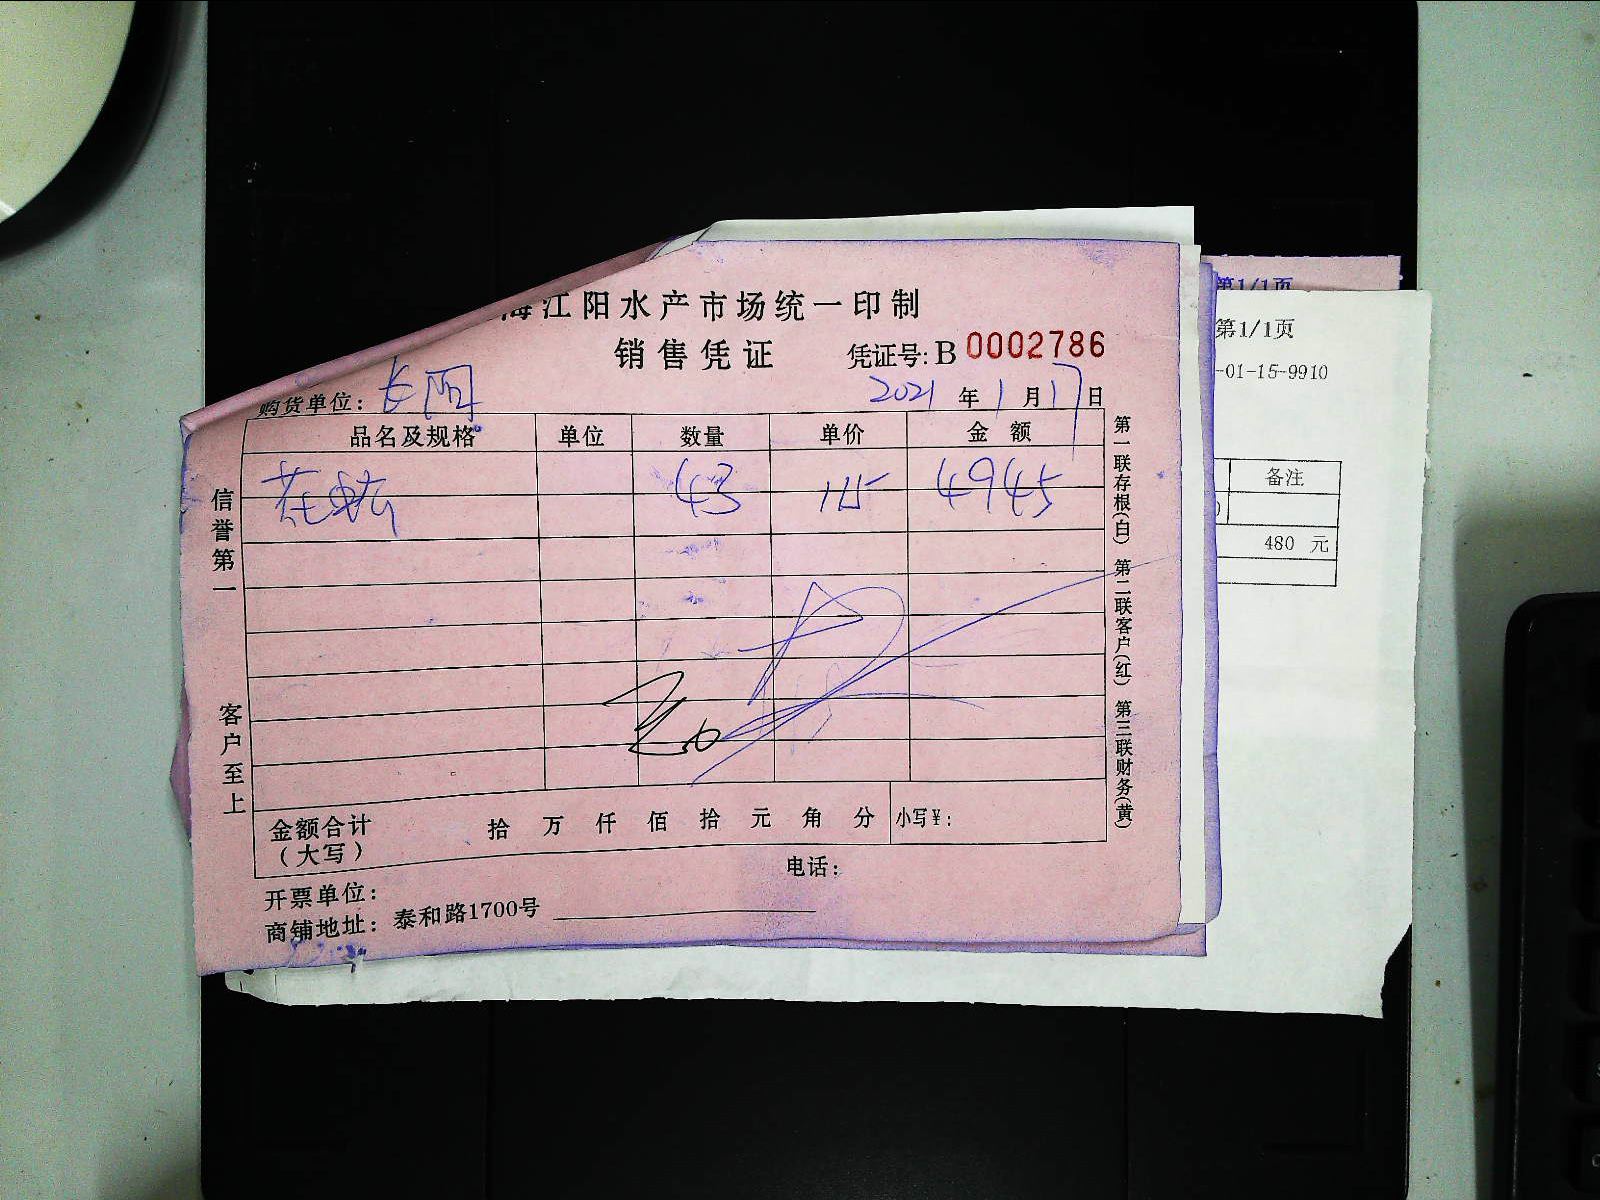 海江阳水产市场统一印制
销售凭证
凭证号: B 0002786
购货单位: 长阳
2021 年 1 月 17 日
品名及规格 单位 数量 单价 金额
花 43 115 4945
金额合计 拾 万 仟 佰 拾 元 角 分 小写¥:
(大写)
电话:
开票单位:
商铺地址: 泰和路1700号
信誉第一
客户至上
第一联存根(白) 第二联客户(红) 第三联财务(黄)
第1/1页
第1/1页
-01-15-9910
备注
480 元